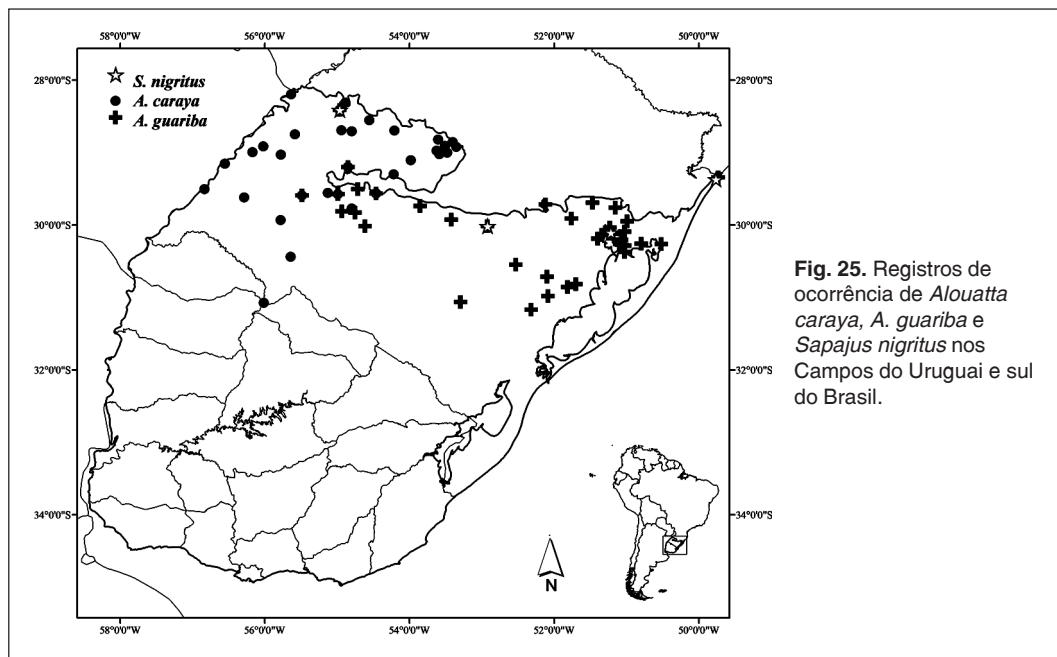 58°0'0"W 56°0'0"W 54°0'0"W 52°0'0"W 50°0'0"W
28°0'0"S 28°0'0"S
S. nigritus
A. caraya
A. guariba
30°0'0"S 30°0'0"S
32°0'0"S 32°0'0"S
34°0'0"S 34°0'0"S
N
58°0'0"W 56°0'0"W 54°0'0"W 52°0'0"W 50°0'0"W
Fig. 25. Registros de
ocorrência de Alouatta
caraya, A. guariba e
Sapajus nigritus nos
Campos do Uruguai e sul
do Brasil.